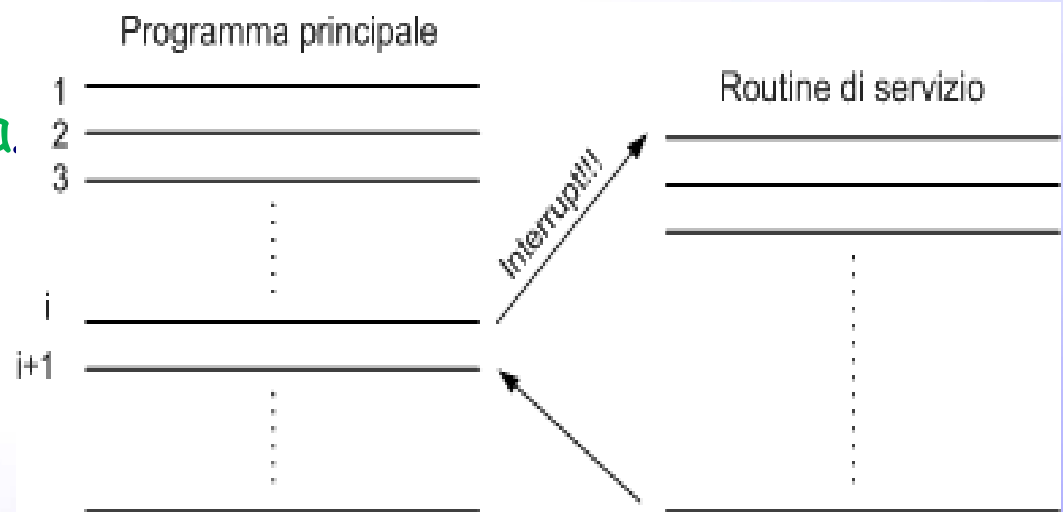 Programma principale
Routine di servizio
1
a.
2
3
Interrupt!!!
i
i+1